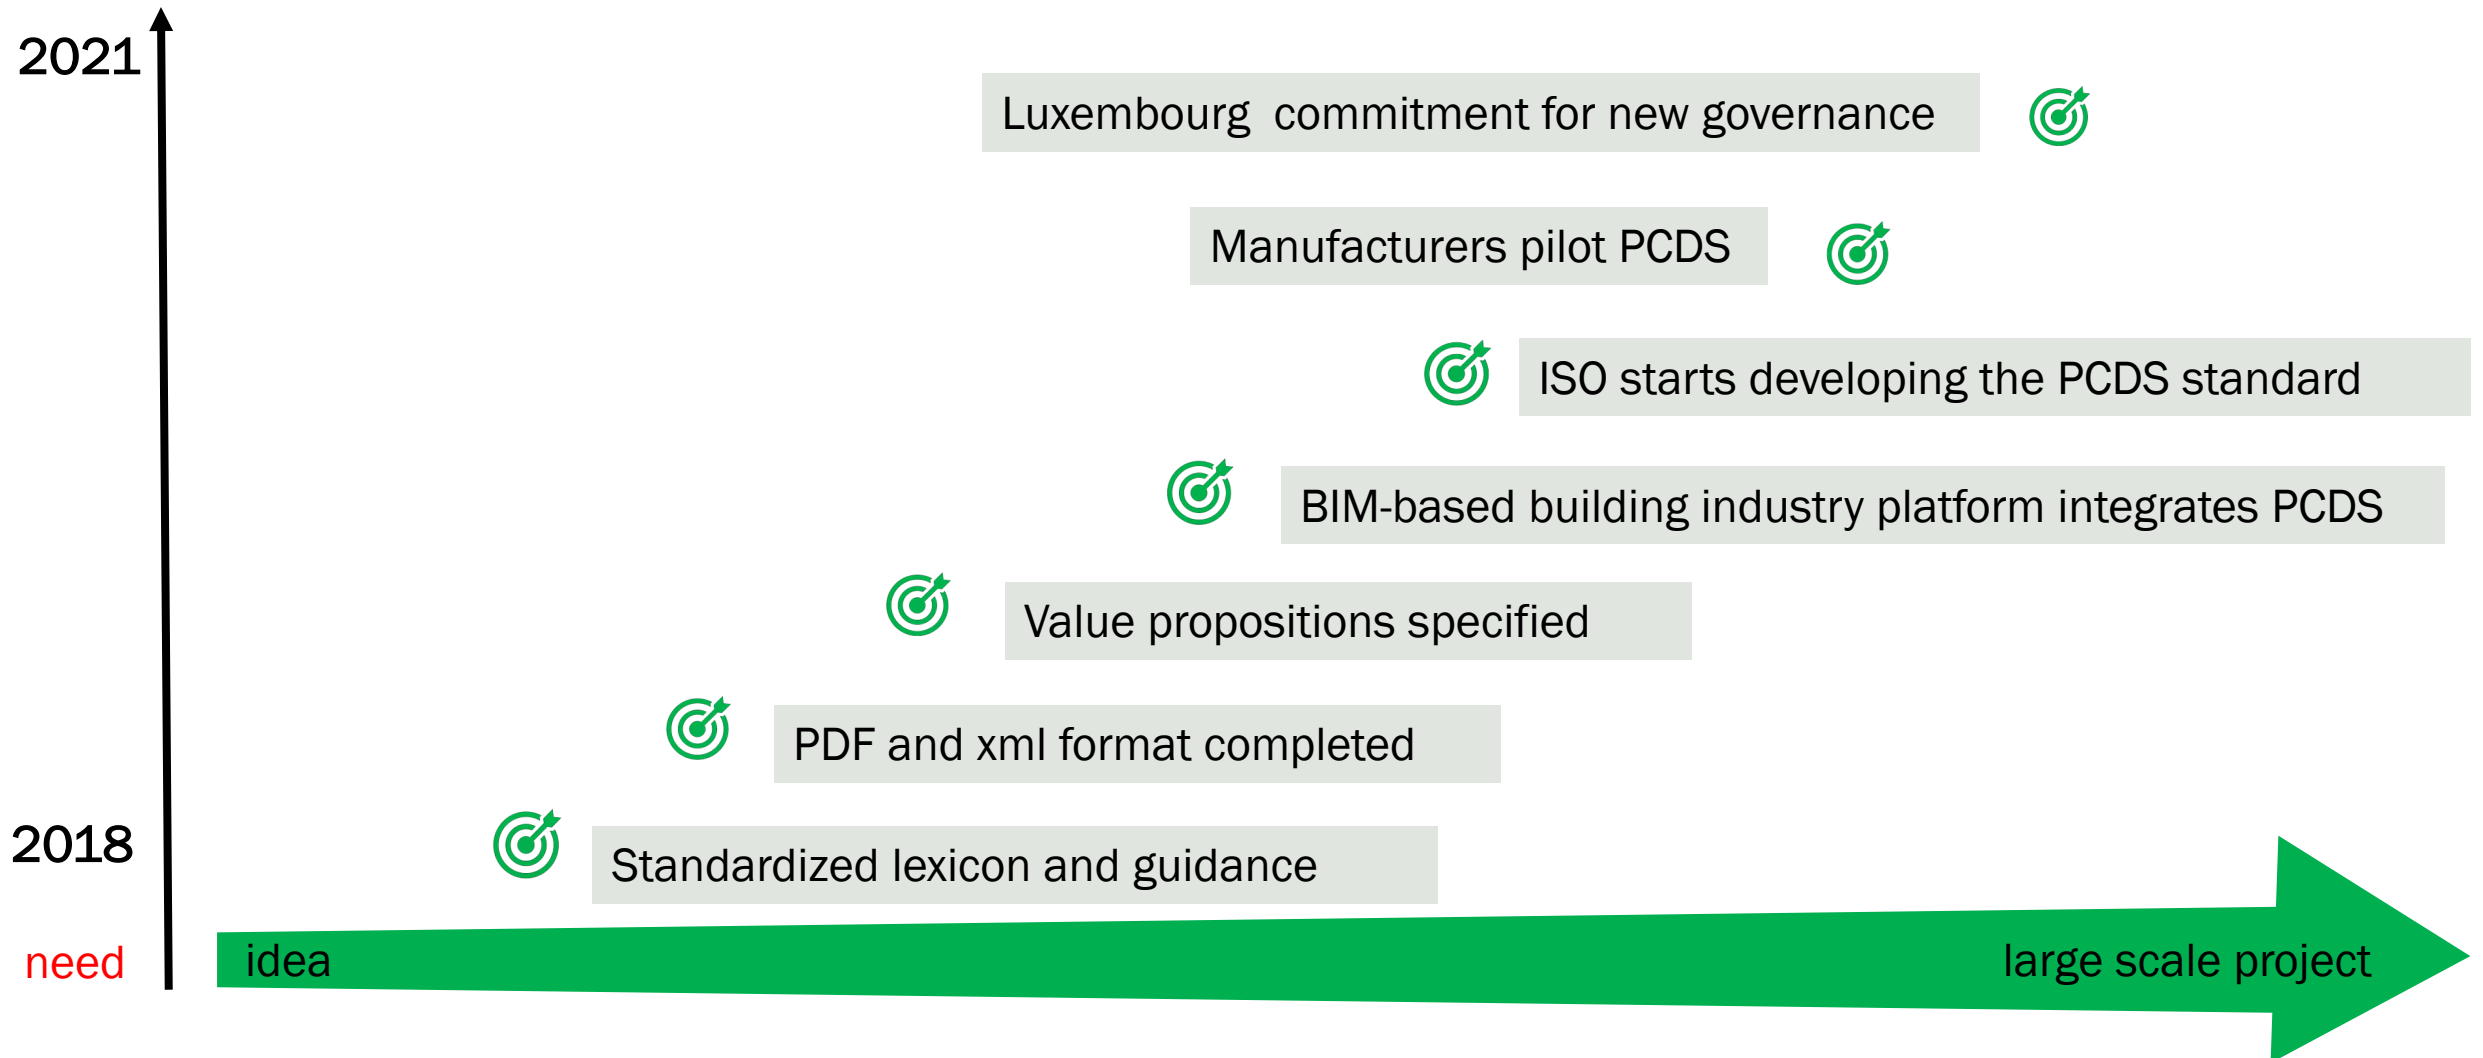 2021
Luxembourg  commitment for new governance
Manufacturers pilot PCDS
ISO starts developing the PCDS standard
BIM-based building industry platform integrates PCDS
Value propositions specified
PDF and xml format completed
2018
Standardized lexicon and guidance
need
idea
large scale project